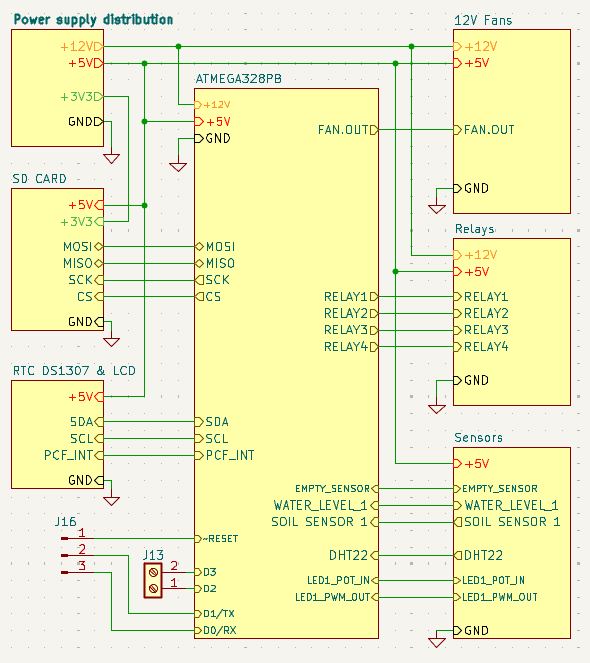 Power supply distribution
+12V
+5V
+3V3
GND
SD CARD
+5V
+3V3
MOSI
MISO
SCK
CS
GND
RTC DS1307 & LCD
+5V
SDA
SCL
PCF_INT
GND
J16
1
2
3
J13
2
1
ATMEGA328PB
+12V
+5V
GND
MOSI
MISO
SCK
CS
SDA
SCL
PCF_INT
~RESET
D3
D2
D1/TX
D0/RX
FAN.OUT
RELAY1
RELAY2
RELAY3
RELAY4
EMPTY_SENSOR
WATER_LEVEL_1
SOIL SENSOR 1
DHT22
LED1_POT_IN
LED1_PWM_OUT
12V Fans
+12V
+5V
FAN.OUT
GND
Relays
+12V
+5V
RELAY1
RELAY2
RELAY3
RELAY4
GND
Sensors
+5V
EMPTY_SENSOR
WATER_LEVEL_1
SOIL SENSOR 1
DHT22
LED1_POT_IN
LED1_PWM_OUT
GND